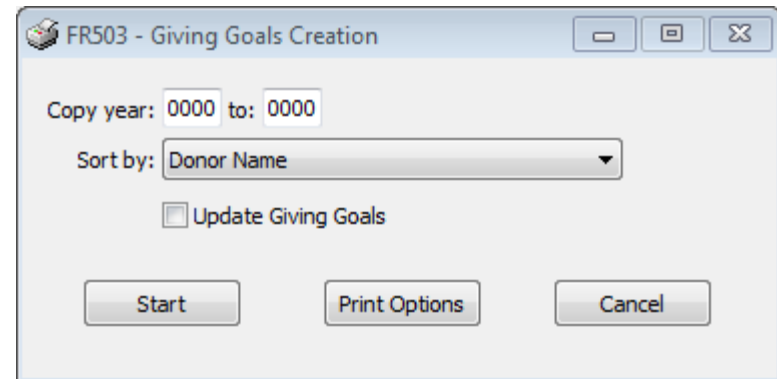 FR503 - Giving Goals Creation
Copy year: 0000 to: 0000
Sort by: Donor Name
Update Giving Goals
Start Print Options Cancel